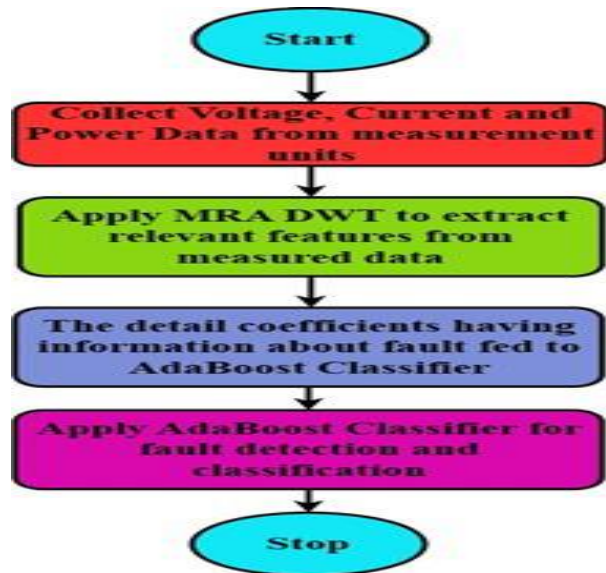 Start
Collect Voltage, Current and
Power Data from measurement
units
Apply MRA DWT to extract
relevant features from
measured data
The detail coefficients having
information about fault fed to
AdaBoost Classifier
Apply AdaBoost Classifier for
fault detection and
classification
Stop